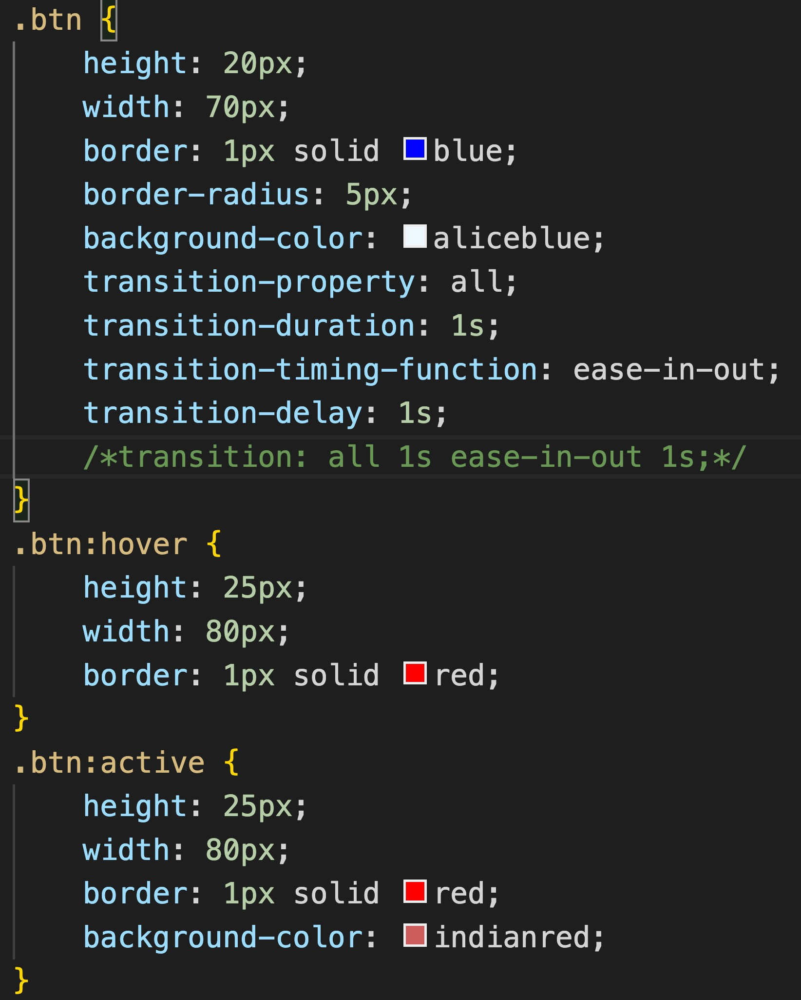 .btn {
    height: 20px;
    width: 70px;
    border: 1px solid blue;
    border-radius: 5px;
    background-color: aliceblue;
    transition-property: all;
    transition-duration: 1s;
    transition-timing-function: ease-in-out;
    transition-delay: 1s;
    /*transition: all 1s ease-in-out 1s;*/
}
.btn:hover {
    height: 25px;
    width: 80px;
    border: 1px solid red;
}
.btn:active {
    height: 25px;
    width: 80px;
    border: 1px solid red;
    background-color: indianred;
}